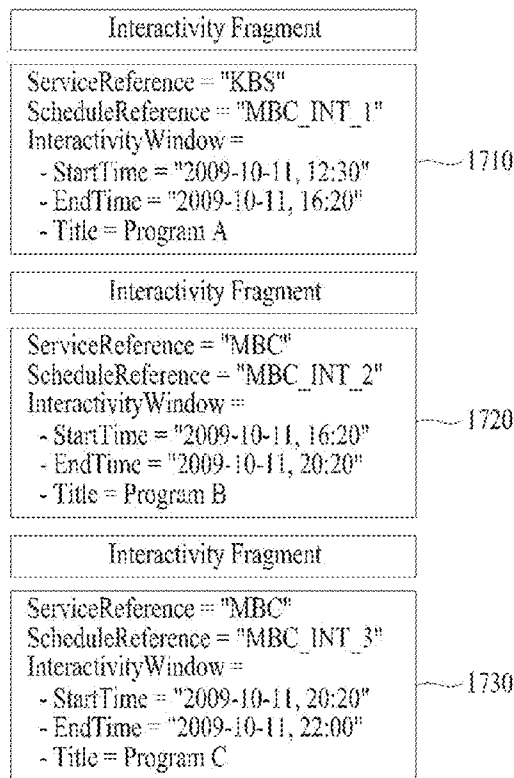 Interactivity Fragment
ServiceReference = "KBS"
ScheduleReference = "MBC_INT_1"
InteractivityWindow =
- StartTime = "2009-10-11, 12:30"
- EndTime = "2009-10-11, 16:20"
- Title = Program A
1710
Interactivity Fragment
ServiceReference = "MBC"
ScheduleReference = "MBC_INT_2"
InteractivityWindow =
- StartTime = "2009-10-11, 16:20"
- EndTime = "2009-10-11, 20:20"
- Title = Program B
1720
Interactivity Fragment
ServiceReference = "MBC"
ScheduleReference = "MBC_INT_3"
InteractivityWindow =
- StartTime = "2009-10-11, 20:20"
- EndTime = "2009-10-11, 22:00"
- Title = Program C
1730